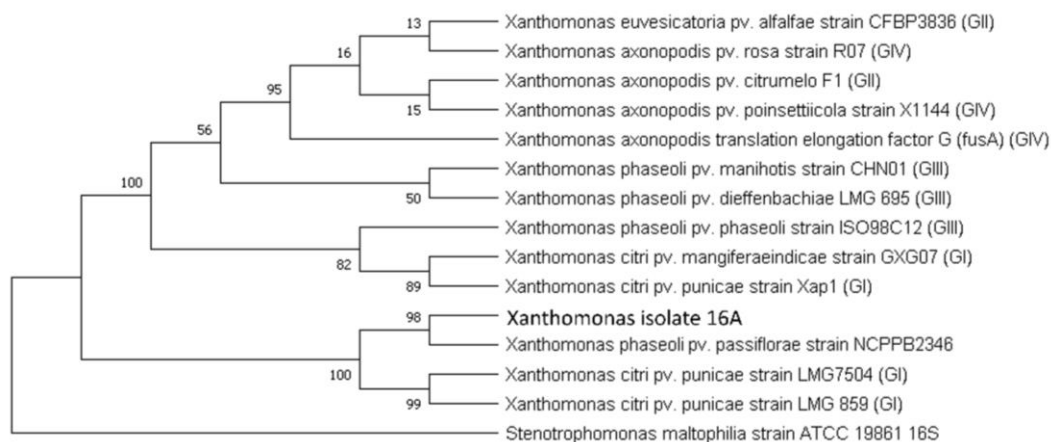 13
Xanthomonas euvesicatoria pv. alfalfae strain CFBP3836 (GII)
16
Xanthomonas axonopodis pv. rosa strain R07 (GIV)
95
Xanthomonas axonopodis pv. citrumelo F1 (GII)
15
Xanthomonas axonopodis pv. poinsettiicola strain X1144 (GIV)
56
Xanthomonas axonopodis translation elongation factor G (fusA) (GIV)
100
Xanthomonas phaseoli pv. manihotis strain CHN01 (GIII)
50
Xanthomonas phaseoli pv. dieffenbachiae LMG 695 (GIII)
Xanthomonas phaseoli pv. phaseoli strain ISO98C12 (GIII)
82
Xanthomonas citri pv. mangiferaeindicae strain GXG07 (GI)
89
Xanthomonas citri pv. punicae strain Xap1 (GI)
98
Xanthomonas isolate 16A
Xanthomonas phaseoli pv. passiflorae strain NCPPB2346
100
Xanthomonas citri pv. punicae strain LMG7504 (GI)
99
Xanthomonas citri pv. punicae strain LMG 859 (GI)
Stenotrophomonas maltophilia strain ATCC 19861 16S